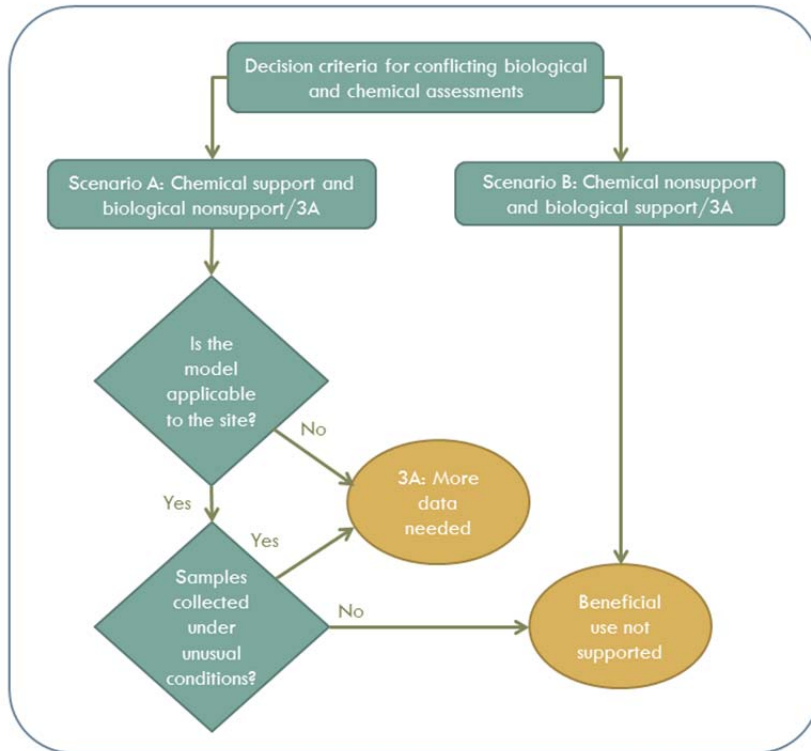 Decision criteria for conflicting biological
and chemical assessments
Scenario A: Chemical support and
biological nonsupport/3A
Scenario B: Chemical nonsupport
and biological support/3A
Is the
model
applicable
to the site?
No
3A: More
data
needed
Yes
Yes
Samples
collected
under
unusual
conditions?
No
Beneficial
use not
supported